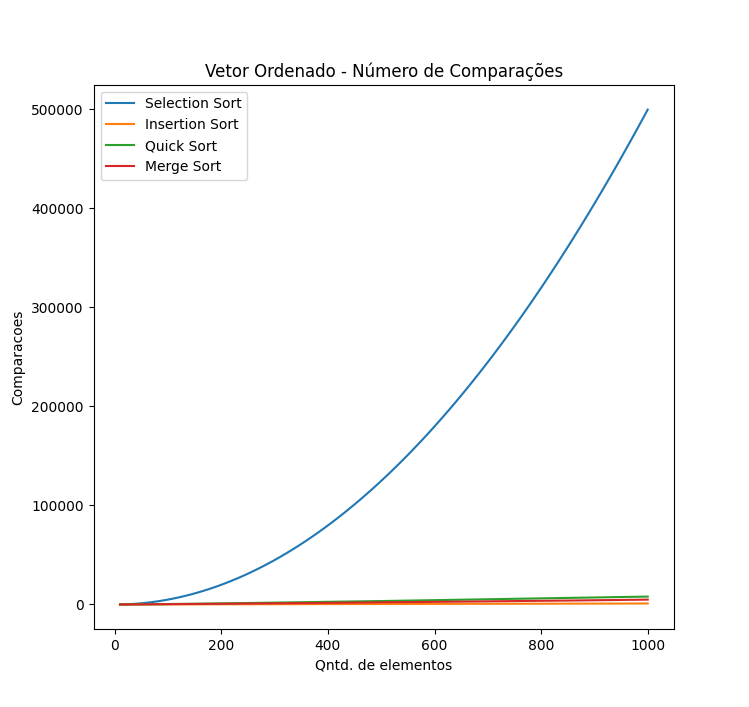 Vetor Ordenado - Número de Comparações
Selection Sort
Insertion Sort
Quick Sort
Merge Sort
500000
400000
300000
200000
100000
0
Comparacoes
0 200 400 600 800 1000
Qntd. de elementos